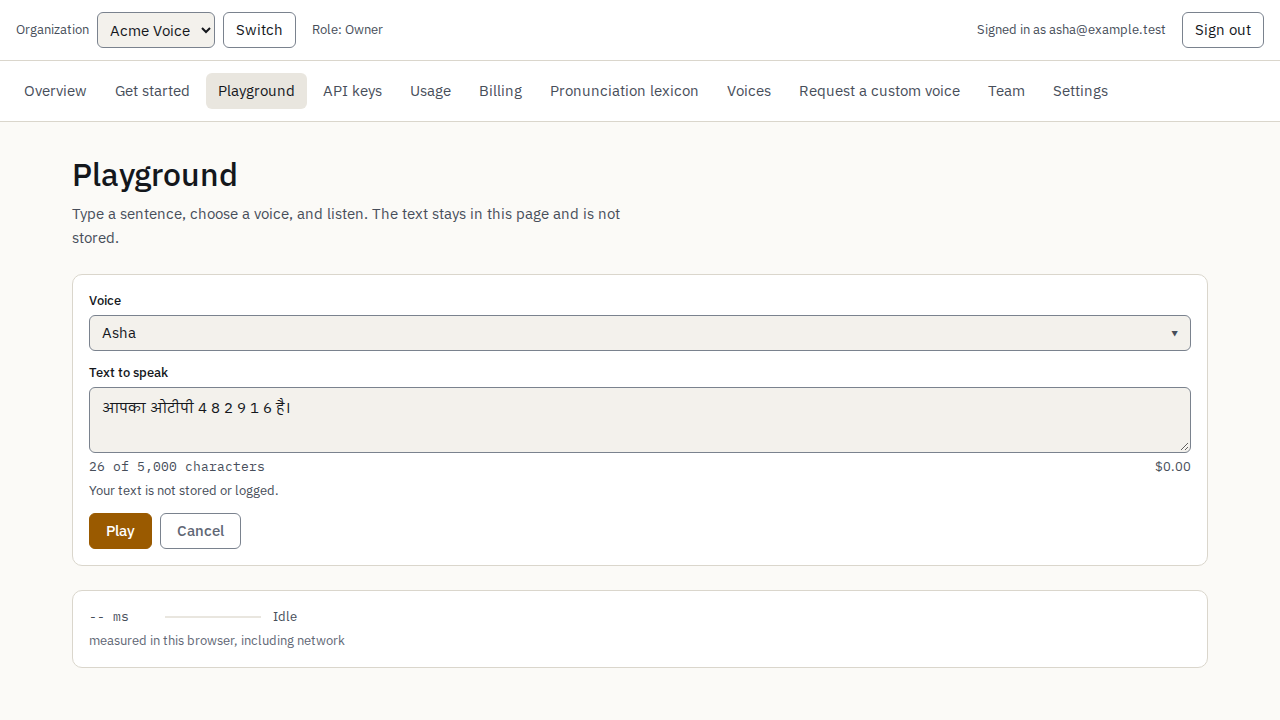 Organization Acme Voice Switch Role: Owner Signed in as asha@example.test Sign out
Overview Get started Playground API keys Usage Billing Pronunciation lexicon Voices Request a custom voice Team Settings
Playground
Type a sentence, choose a voice, and listen. The text stays in this page and is not
stored.
Voice
Asha
Text to speak
आपका ओटीपी 4 8 2 9 1 6 है।
26 of 5,000 characters $0.00
Your text is not stored or logged.
Play Cancel
-- ms Idle
measured in this browser, including network